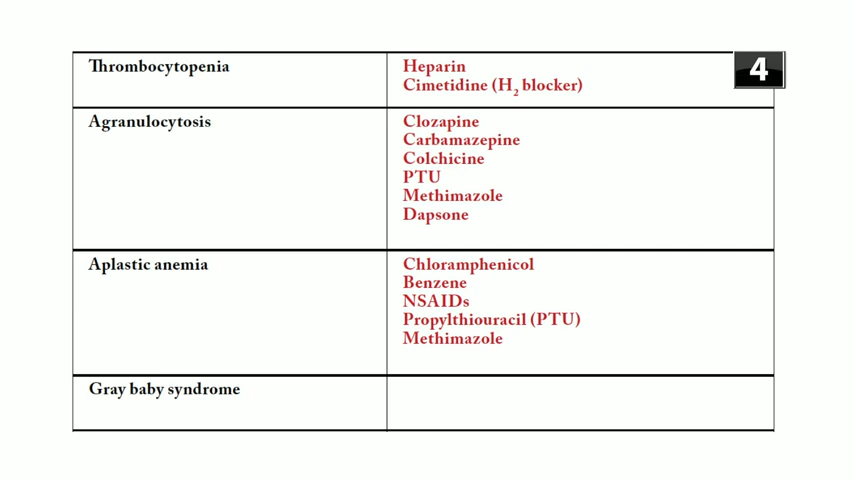 Thrombocytopenia
Heparin
Cimetidine (H2 blocker)
4
Agranulocytosis
Clozapine
Carbamazepine
Colchicine
PTU
Methimazole
Dapsone
Aplastic anemia
Chloramphenicol
Benzene
NSAIDs
Propylthiouracil (PTU)
Methimazole
Gray baby syndrome